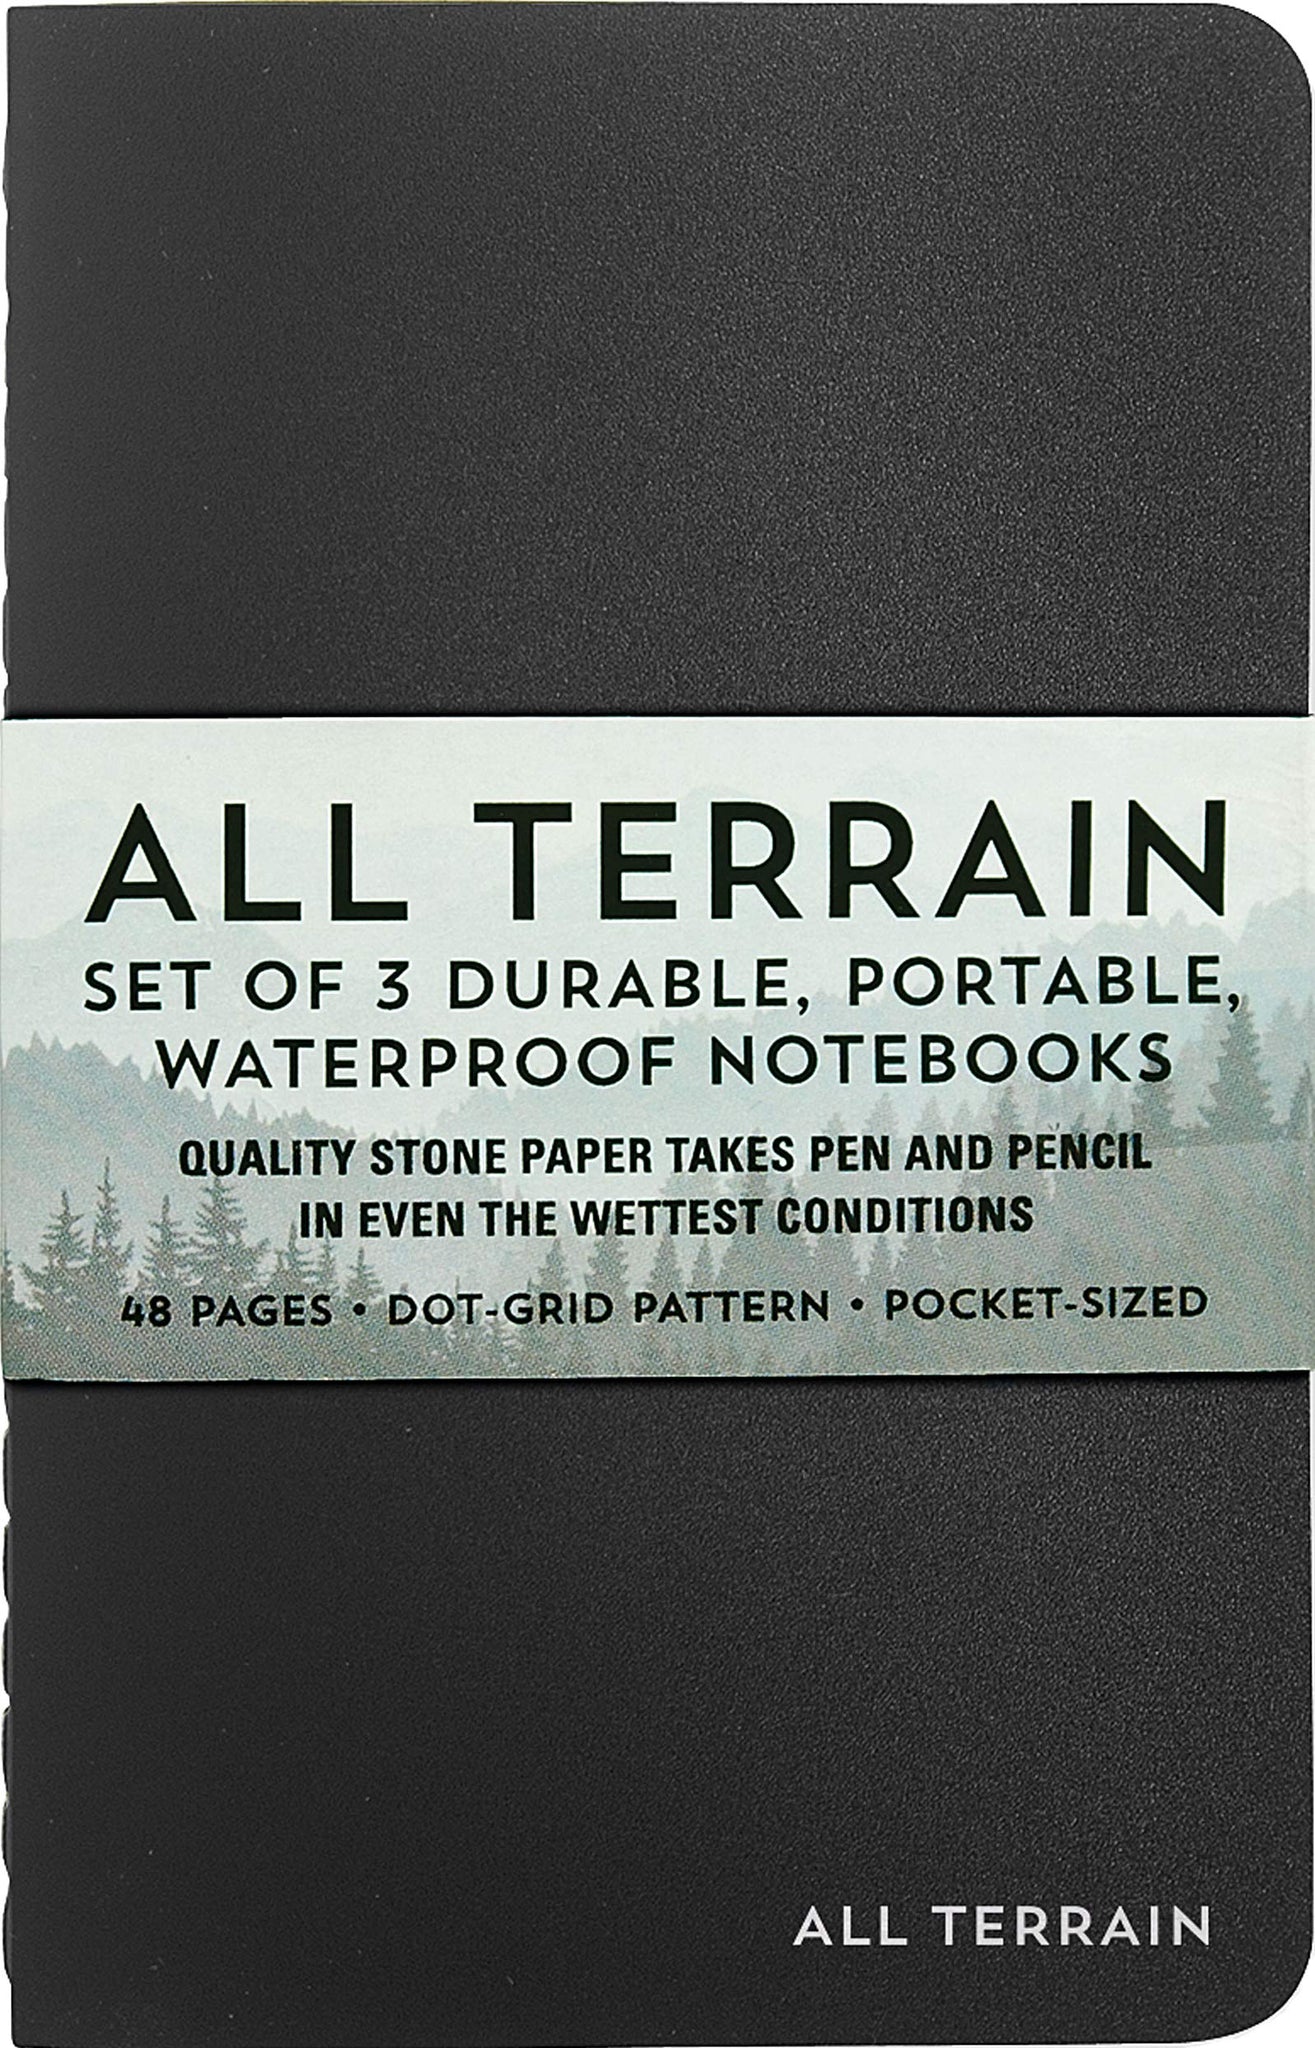 ALL TERRAIN
SET OF 3 DURABLE, PORTABLE,
WATERPROOF NOTEBOOKS
QUALITY STONE PAPER TAKES PEN AND PENCIL
IN EVEN THE WETTEST CONDITIONS
48 PAGES • DOT-GRID PATTERN • POCKET-SIZED
ALL TERRAIN